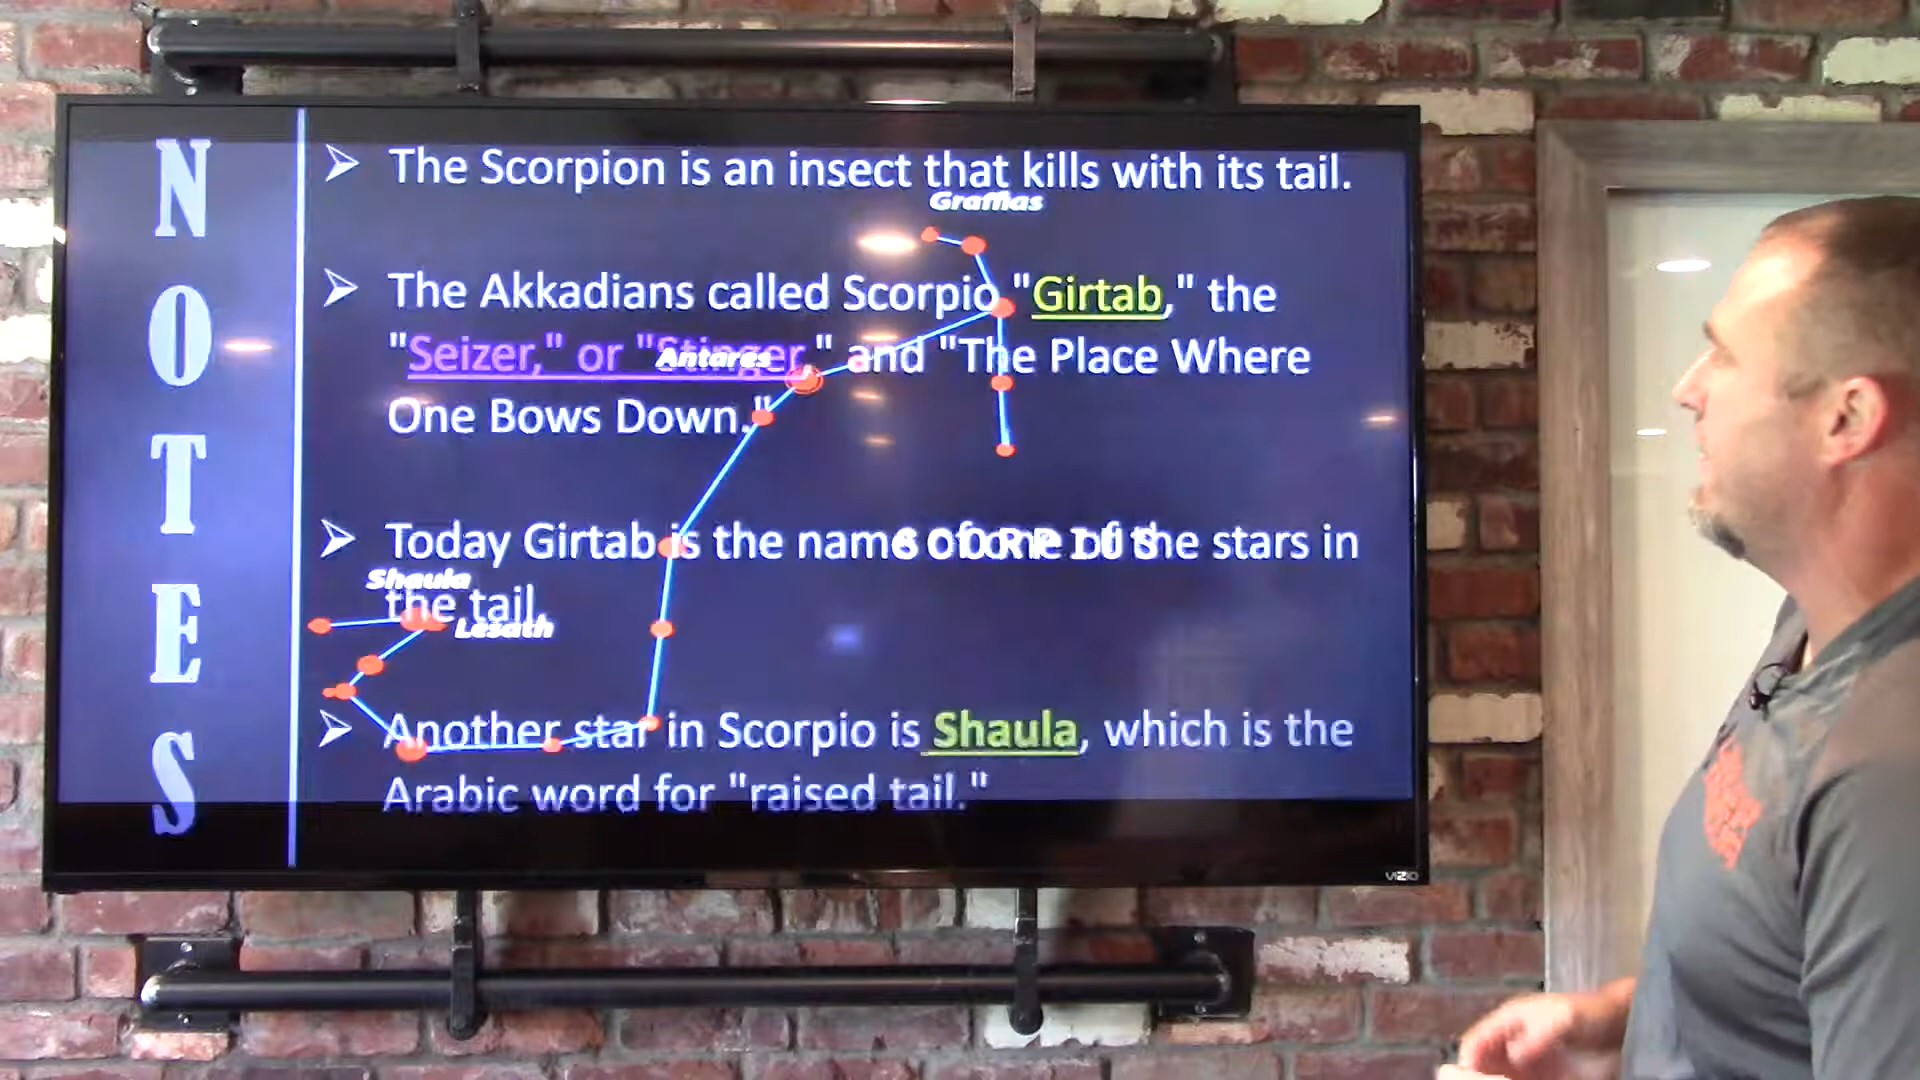 NOTES
The Scorpion is an insect that kills with its tail.
Graffias
The Akkadians called Scorpio "Girtab," the
"Seizer," or "Stinger," and "The Place Where
Antares
One Bows Down."
Today Girtab is the name of one of the stars in
SCORPIUS
Shaula
the tail.
Lesath
Another star in Scorpio is Shaula, which is the
Arabic word for "raised tail."
VIZIO